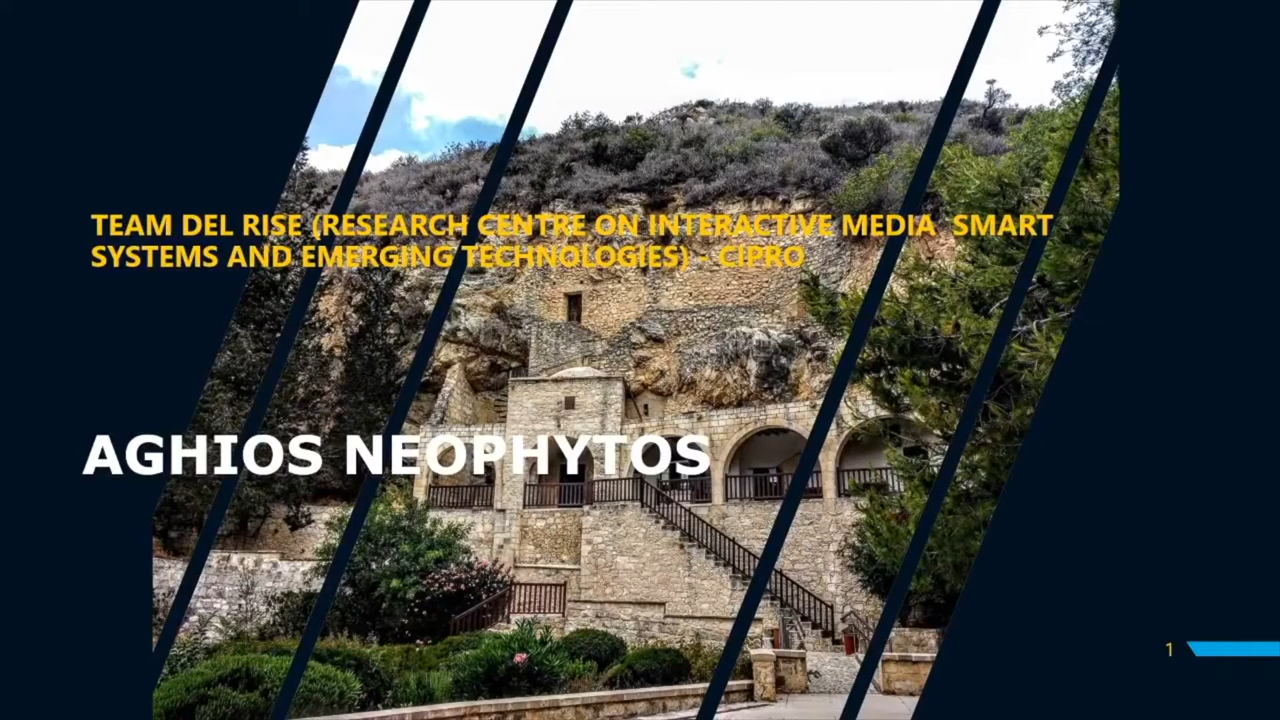 TEAM DEL RISE (RESEARCH CENTRE ON INTERACTIVE MEDIA SMART
SYSTEMS AND EMERGING TECHNOLOGIES) - CIPRO
AGHIOS NEOPHYTOS
1